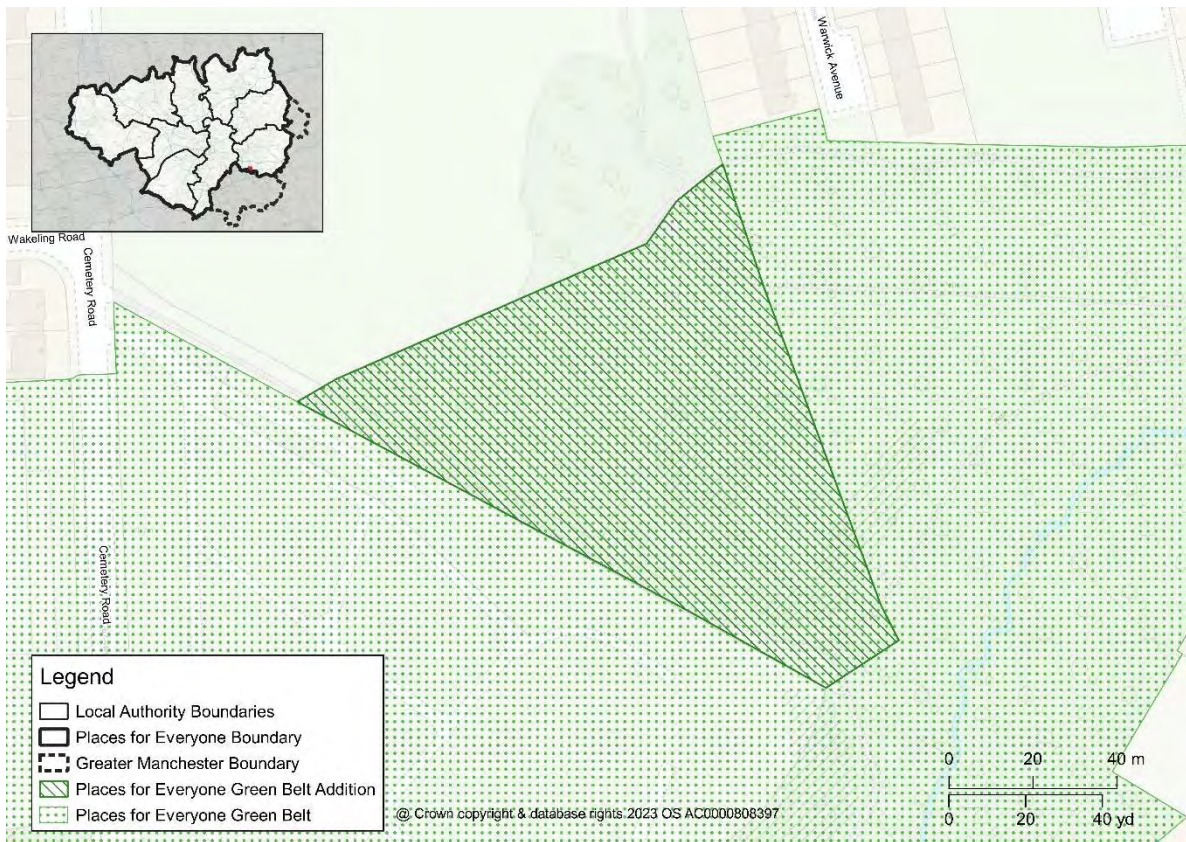 Warwick Avenue
Wakeling Road
Cemetery Road
Cemetery Road
Legend
Local Authority Boundaries
Places for Everyone Boundary
Greater Manchester Boundary
Places for Everyone Green Belt Addition
Places for Everyone Green Belt
@ Crown copyright & database rights 2023 OS AC0000808397
0 20 40 m
0 20 40 yd